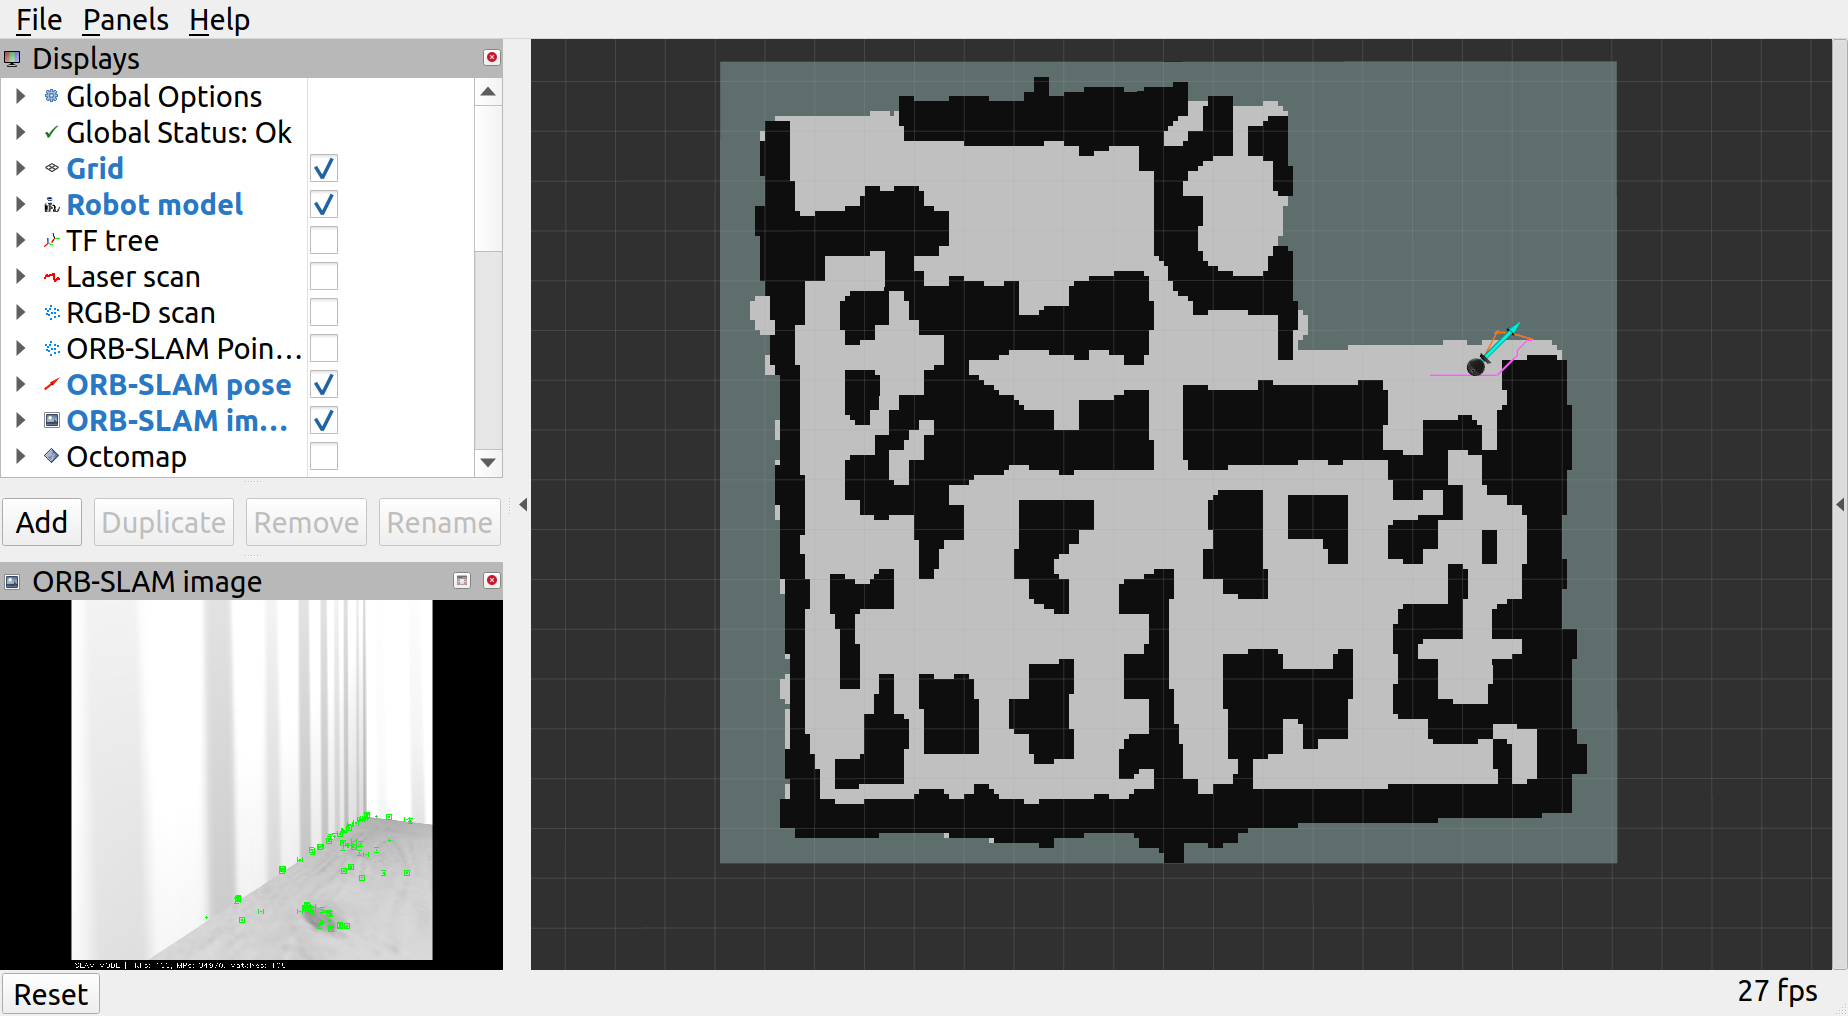 File Panels Help
Displays
Global Options
Global Status: Ok
Grid
Robot model
TF tree
Laser scan
RGB-D scan
ORB-SLAM Poin...
ORB-SLAM pose
ORB-SLAM im...
Octomap
Add Duplicate Remove Rename
ORB-SLAM image
SLAM MODE |
Reset
27 fps